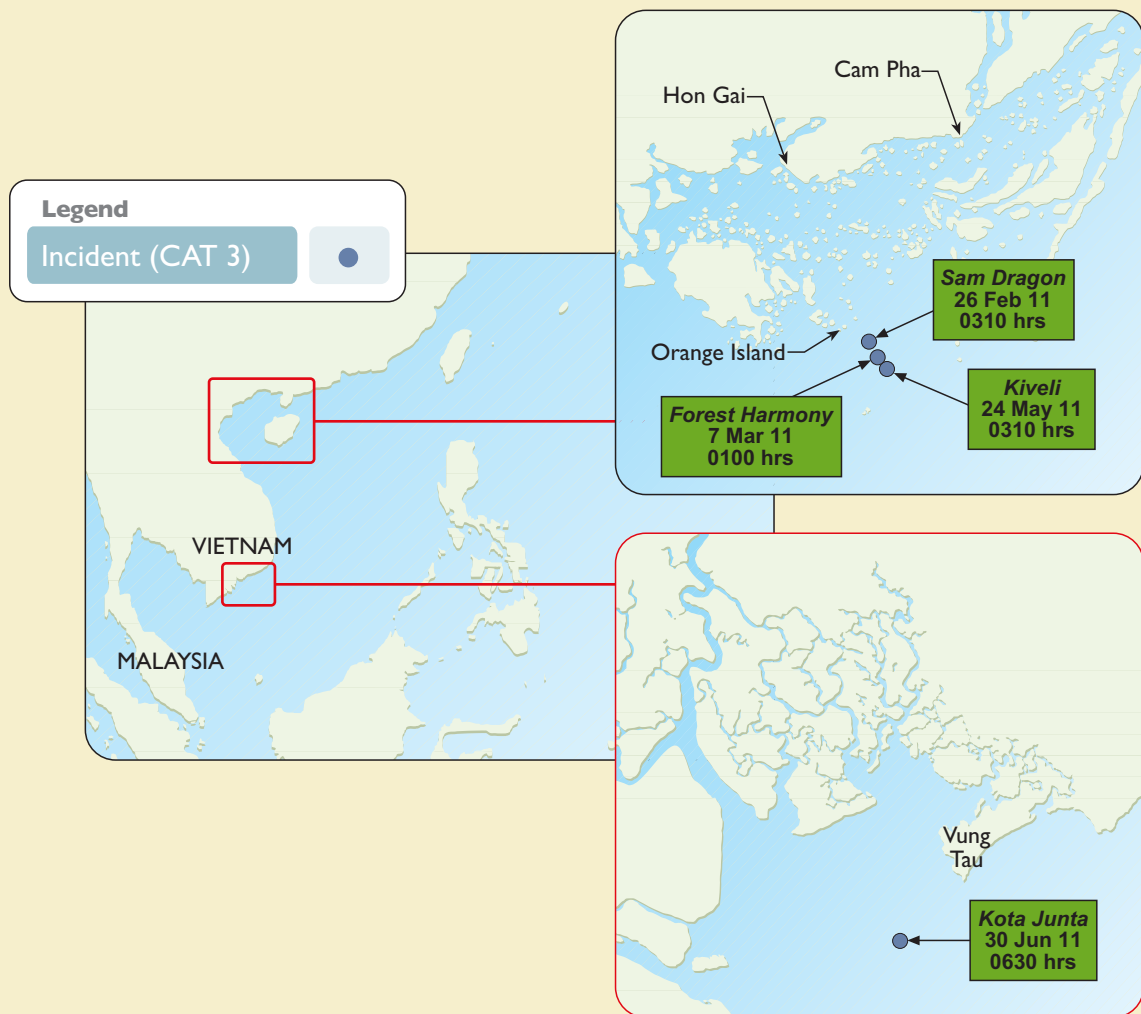 Legend
Incident (CAT 3)
VIETNAM
MALAYSIA
Cam Pha
Hon Gai
Sam Dragon
26 Feb 11
0310 hrs
Orange Island
Forest Harmony
7 Mar 11
0100 hrs
Kiveli
24 May 11
0310 hrs
Vung
Tau
Kota Junta
30 Jun 11
0630 hrs